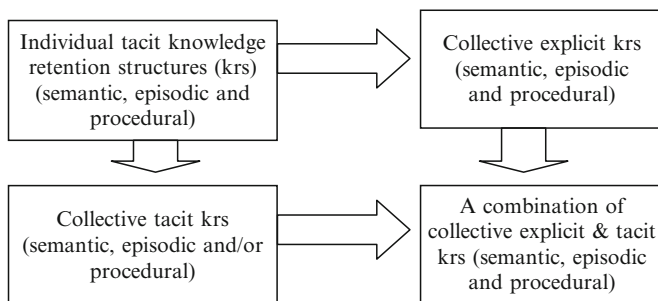 Individual tacit knowledge
retention structures (krs)
(semantic, episodic and
procedural)
Collective explicit krs
(semantic, episodic
and procedural)
Collective tacit krs
(semantic, episodic and/or
procedural)
A combination of
collective explicit & tacit
krs (semantic, episodic
and procedural)